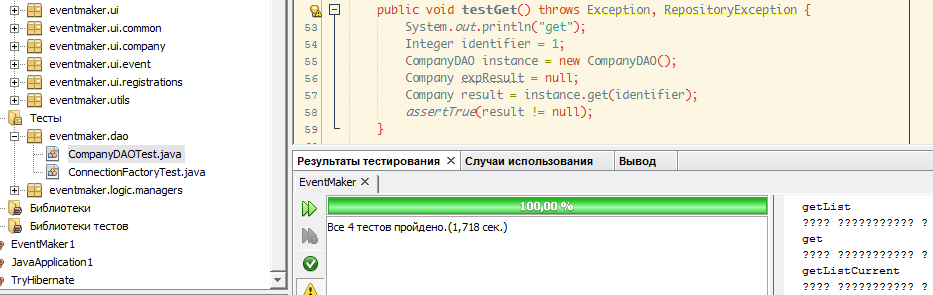 eventmaker.ui
eventmaker.ui.common
eventmaker.ui.company
eventmaker.ui.event
eventmaker.ui.registrations
eventmaker.utils
Тесты
eventmaker.dao
CompanyDAOTest.java
ConnectionFactoryTest.java
eventmaker.logic.managers
Библиотеки
Библиотеки тестов
EventMaker1
JavaApplication1
TryHibernate
public void testGet() throws Exception, RepositoryException {
53 System.out.println("get");
54 Integer identifier = 1;
55 CompanyDAO instance = new CompanyDAO();
56 Company expResult = null;
57 Company result = instance.get(identifier);
58 assertTrue(result != null);
59 }
Результаты тестирования × Случаи использования Вывод
EventMaker ×
100,00 %
Все 4 тестов пройдено.(1,718 сек.)
getList
???? ??????????? ?
get
???? ??????????? ?
getListCurrent
???? ??????????? ?